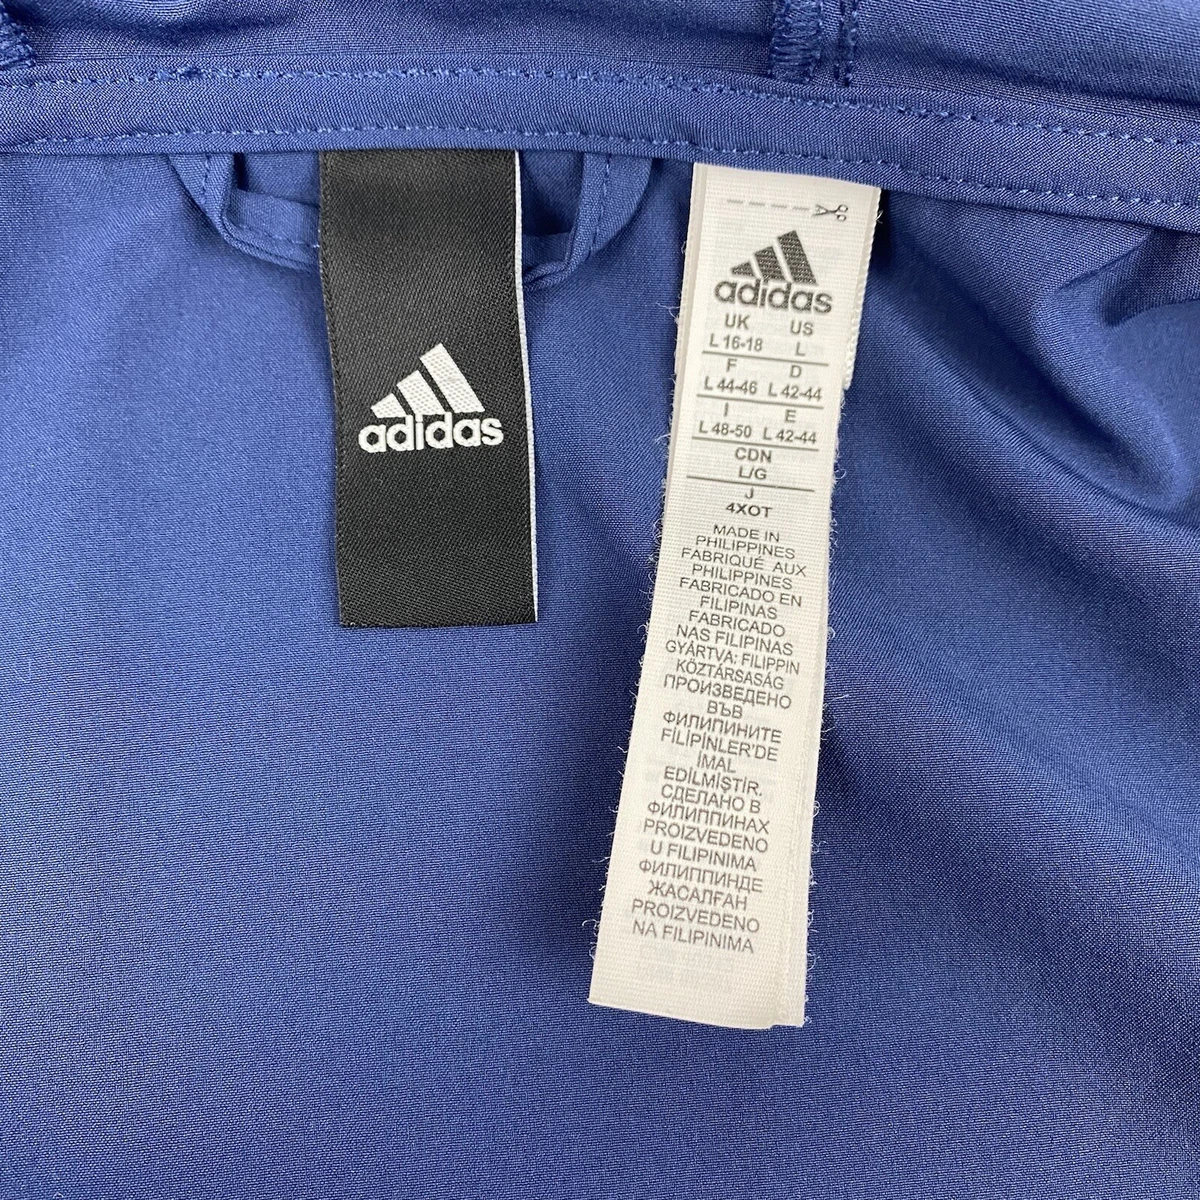 adidas
adidas
UK US
L 16-18 L
F D
L 44-46 L 42-44
I E
L 48-50 L 42-44
CDN
L/G
J
4XOT
MADE IN
PHILIPPINES
FABRIQUÉ AUX
PHILIPPINES
FABRICADO EN
FILIPINAS
FABRICADO
NAS FILIPINAS
GYÁRTVA: FILIPPIN
KÖZTÁRSASÁG
ПРОИЗВЕДЕНО
ВЪВ
ФИЛИПИНИТЕ
FİLİPİNLER'DE
İMAL
EDİLMİŞTİR.
СДЕЛАНО В
ФИЛИППИНАХ
PROIZVEDENO
U FILIPINIMA
ФИЛИППИНДЕ
ЖАСАЛҒАН
PROIZVEDENO
NA FILIPINIMA